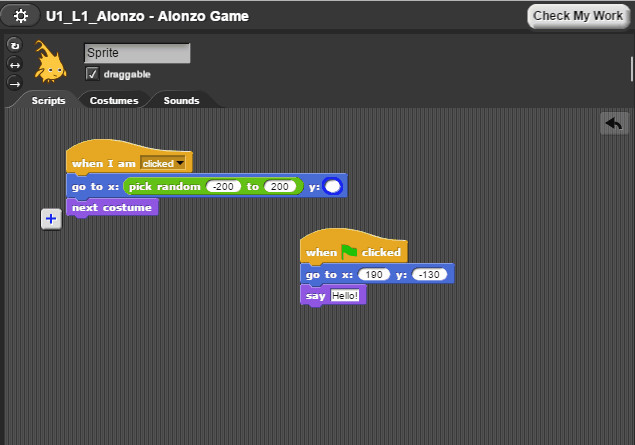 U1_L1_Alonzo - Alonzo Game
Check My Work
Sprite
draggable
Scripts Costumes Sounds
when I am clicked
go to x: pick random -200 to 200 y:
next costume
when clicked
go to x: 190 y: -130
say Hello!